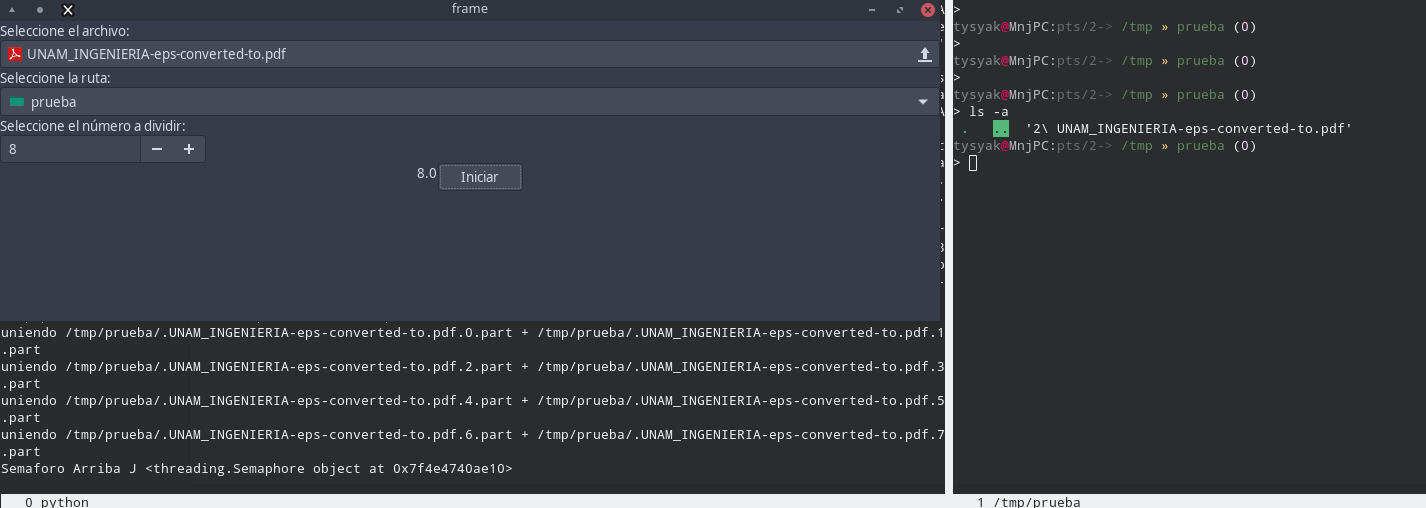 frame
Seleccione el archivo:
UNAM_INGENIERIA-eps-converted-to.pdf
Seleccione la ruta:
prueba
Seleccione el número a dividir:
8
8.0 Iniciar
uniendo /tmp/prueba/.UNAM_INGENIERIA-eps-converted-to.pdf.0.part + /tmp/prueba/.UNAM_INGENIERIA-eps-converted-to.pdf.1
.part
uniendo /tmp/prueba/.UNAM_INGENIERIA-eps-converted-to.pdf.2.part + /tmp/prueba/.UNAM_INGENIERIA-eps-converted-to.pdf.3
.part
uniendo /tmp/prueba/.UNAM_INGENIERIA-eps-converted-to.pdf.4.part + /tmp/prueba/.UNAM_INGENIERIA-eps-converted-to.pdf.5
.part
uniendo /tmp/prueba/.UNAM_INGENIERIA-eps-converted-to.pdf.6.part + /tmp/prueba/.UNAM_INGENIERIA-eps-converted-to.pdf.7
.part
Semaforo Arriba J <threading.Semaphore object at 0x7f4e4740ae10>
0 python
>
tysyak@MnjPC:pts/2-> /tmp » prueba (0)
>
tysyak@MnjPC:pts/2-> /tmp » prueba (0)
>
tysyak@MnjPC:pts/2-> /tmp » prueba (0)
> ls -a
. .. '2\ UNAM_INGENIERIA-eps-converted-to.pdf'
tysyak@MnjPC:pts/2-> /tmp » prueba (0)
>
1 /tmp/prueba